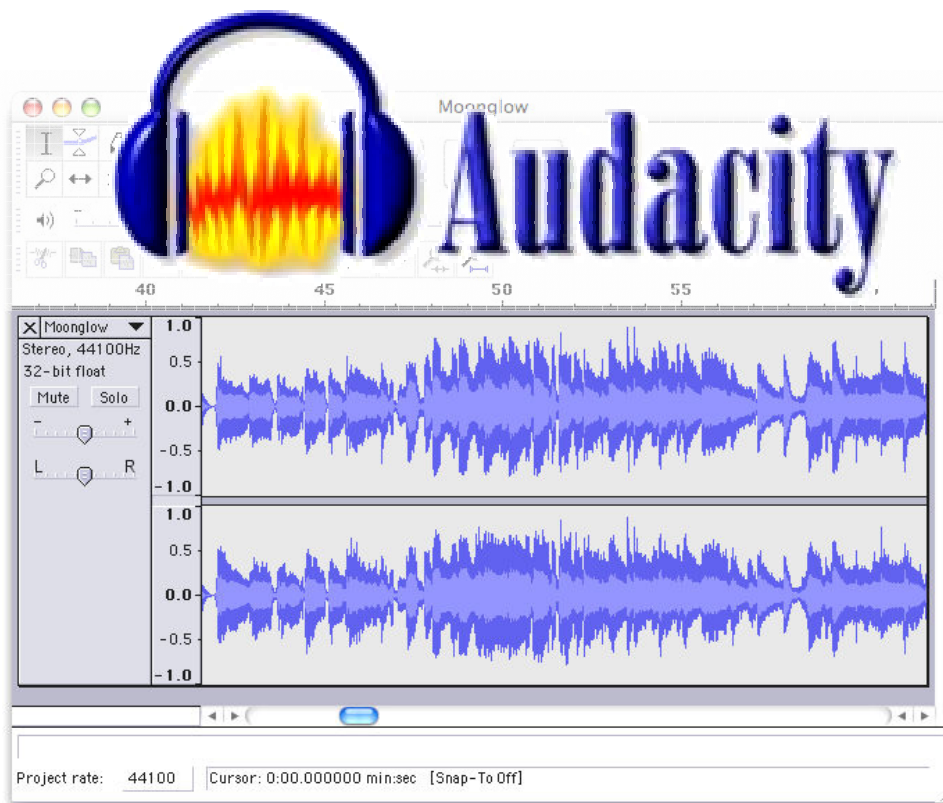 Moonglow
Audacity
40 45 50 55
Moonglow
Stereo, 44100Hz
32-bit float
Mute Solo
- +
L R
1.0
0.5
0.0
-0.5
-1.0
1.0
0.5
0.0
-0.5
-1.0
Project rate: 44100 Cursor: 0:00.000000 min:sec [Snap-To Off]